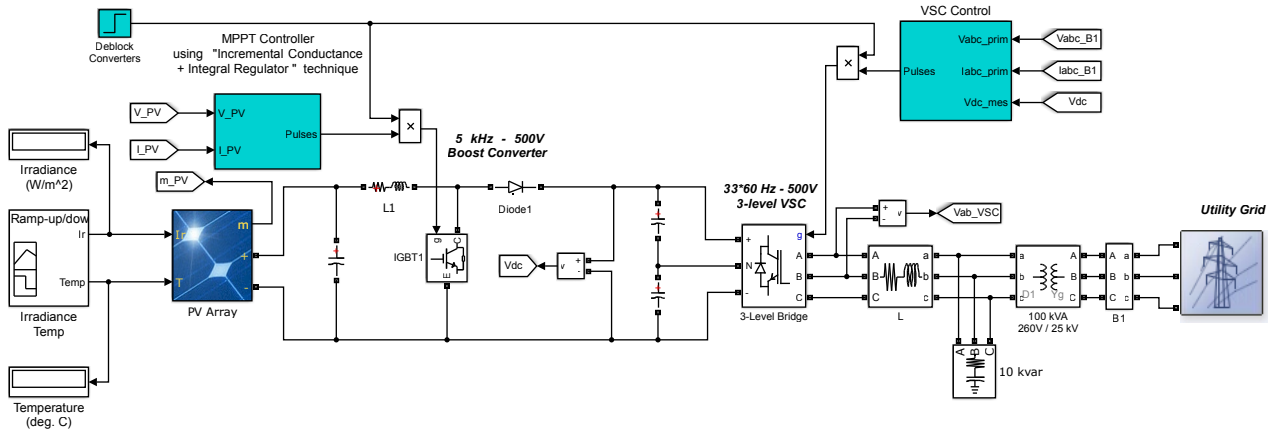 Deblock
Converters
MPPT Controller
using "Incremental Conductance
+ Integral Regulator " technique
VSC Control
Vabc_prim
Iabc_prim
Vdc_mes
Pulses
Vabc_B1
Iabc_B1
Vdc
V_PV
I_PV
V_PV
I_PV
Pulses
×
×
5 kHz - 500V
Boost Converter
Irradiance
(W/m^2)
m_PV
Ramp-up/dow
Ir
Temp
Irradiance
Temp
Ir
T
m
+
-
PV Array
Temperature
(deg. C)
+
L1
+
g
C
E
IGBT1
Diode1
Vdc
v
+
-
+
+
33*60 Hz - 500V
3-level VSC
+
N
-
g
A
B
C
3-Level Bridge
+
-
v
Vab_VSC
A
B
C
a
b
c
L
A
B
C
10 kvar
a
b
c
D1
Yg
A
B
C
100 kVA
260V / 25 kV
A
B
C
a
b
c
B1
Utility Grid